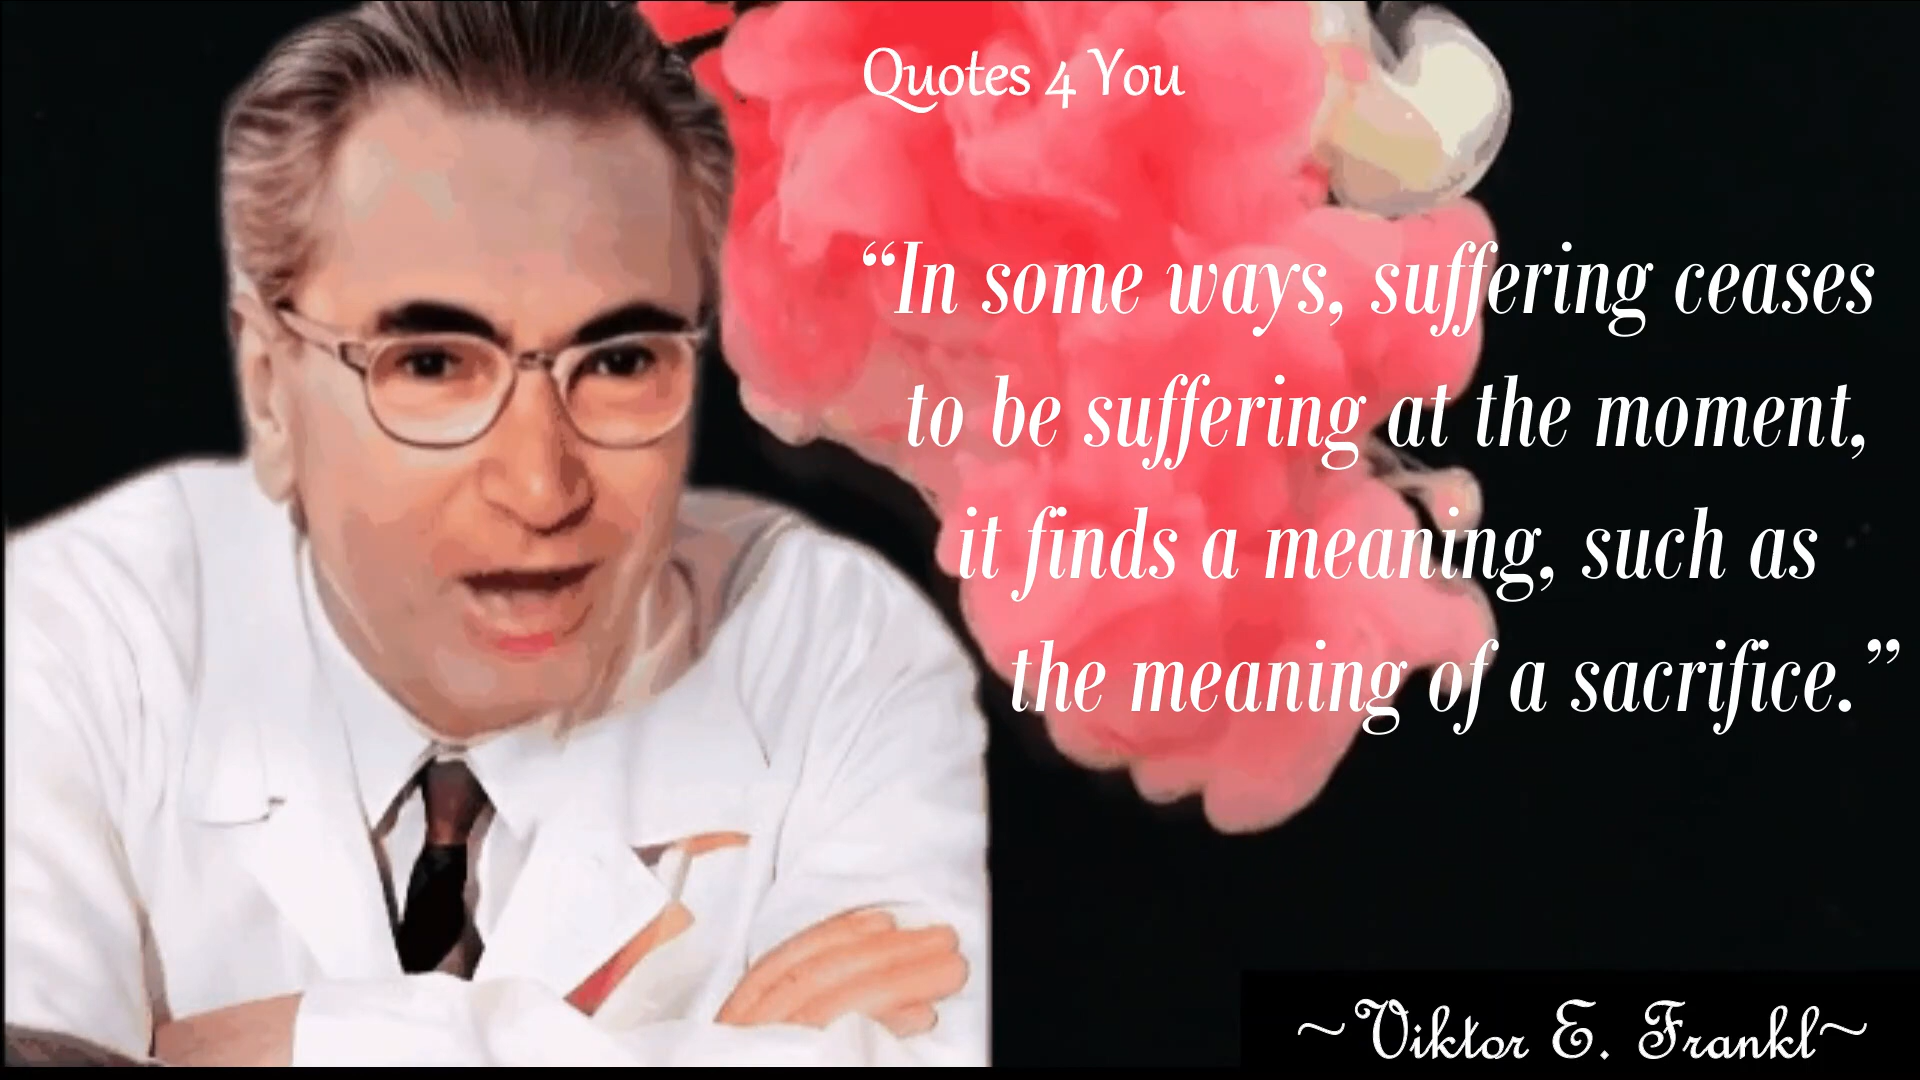 Quotes 4 You
“In some ways, suffering ceases
to be suffering at the moment,
it finds a meaning, such as
the meaning of a sacrifice.”
~Viktor E. Frankl~